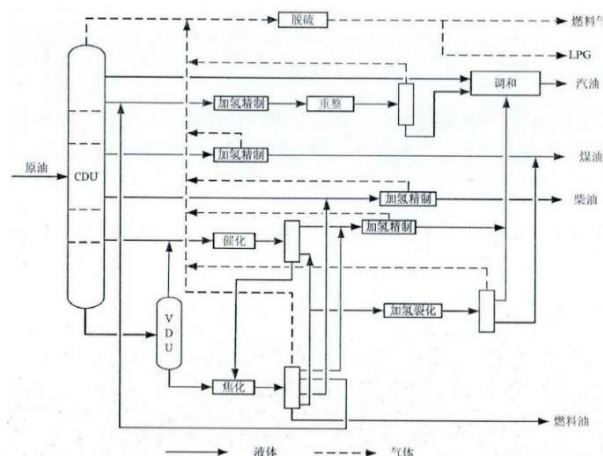 脱硫
燃料气
LPG
调和
汽油
加氢精制
重整
加氢精制
煤油
原油
CDU
加氢精制
柴油
加氢精制
催化
VDU
加氢裂化
焦化
燃料油
液体
气体